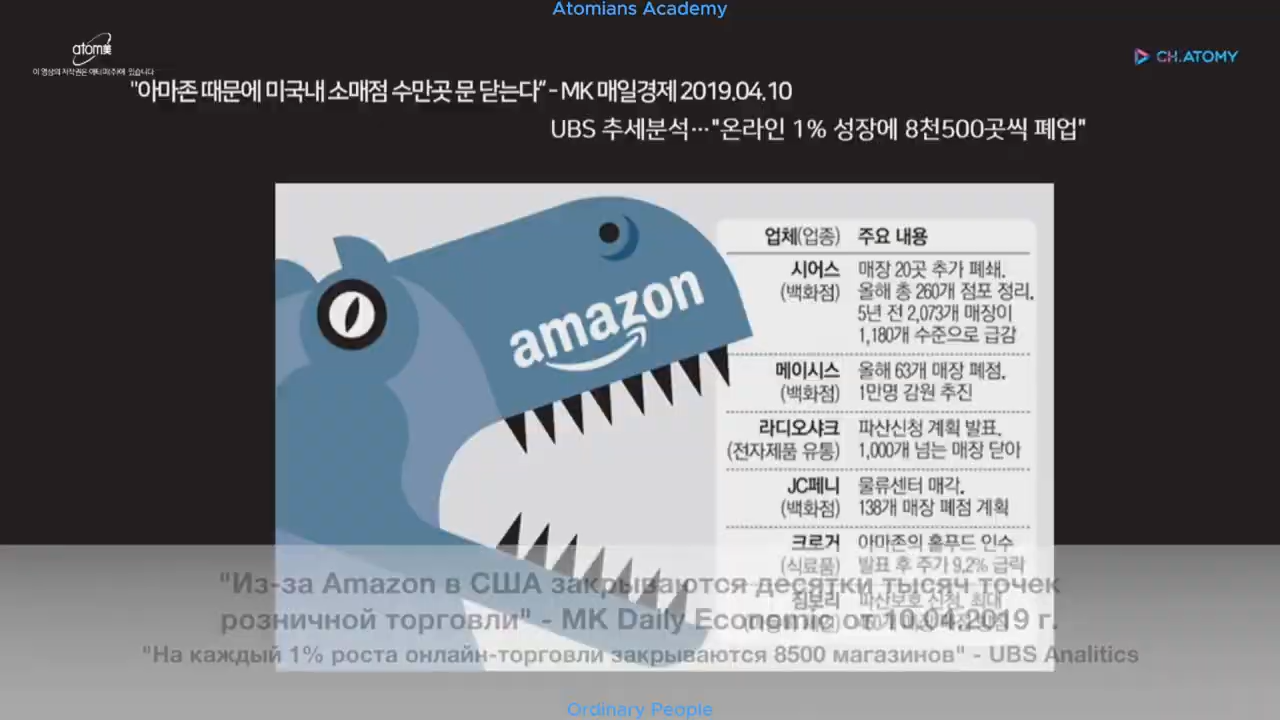 Atomians Academy
atom美
이 영상의 저작권은 애터미(주)에 있습니다
CH.ATOMY
"아마존 때문에 미국내 소매점 수만곳 문 닫는다" - MK 매일경제 2019.04.10
UBS 추세분석…"온라인 1% 성장에 8천500곳씩 폐업"
amazon
업체(업종) 주요 내용
시어스 매장 20곳 추가 폐쇄.
(백화점) 올해 총 260개 점포 정리.
5년 전 2,073개 매장이
1,180개 수준으로 급감
메이시스 올해 63개 매장 폐점.
(백화점) 1만명 감원 추진
라디오샤크 파산신청 계획 발표.
(전자제품 유통) 1,000개 넘는 매장 닫아
JC페니 물류센터 매각.
(백화점) 138개 매장 폐점 계획
크로거 아마존의 홀푸드 인수
(식료품) 발표 후 주가 9.2% 급락
짐보리 파산보호 신청. 최대
"Из-за Amazon в США закрываются десятки тысяч точек
розничной торговли" - MK Daily Economic от 10.04.2019 г.
"На каждый 1% роста онлайн-торговли закрываются 8500 магазинов" - UBS Analitics
Ordinary People